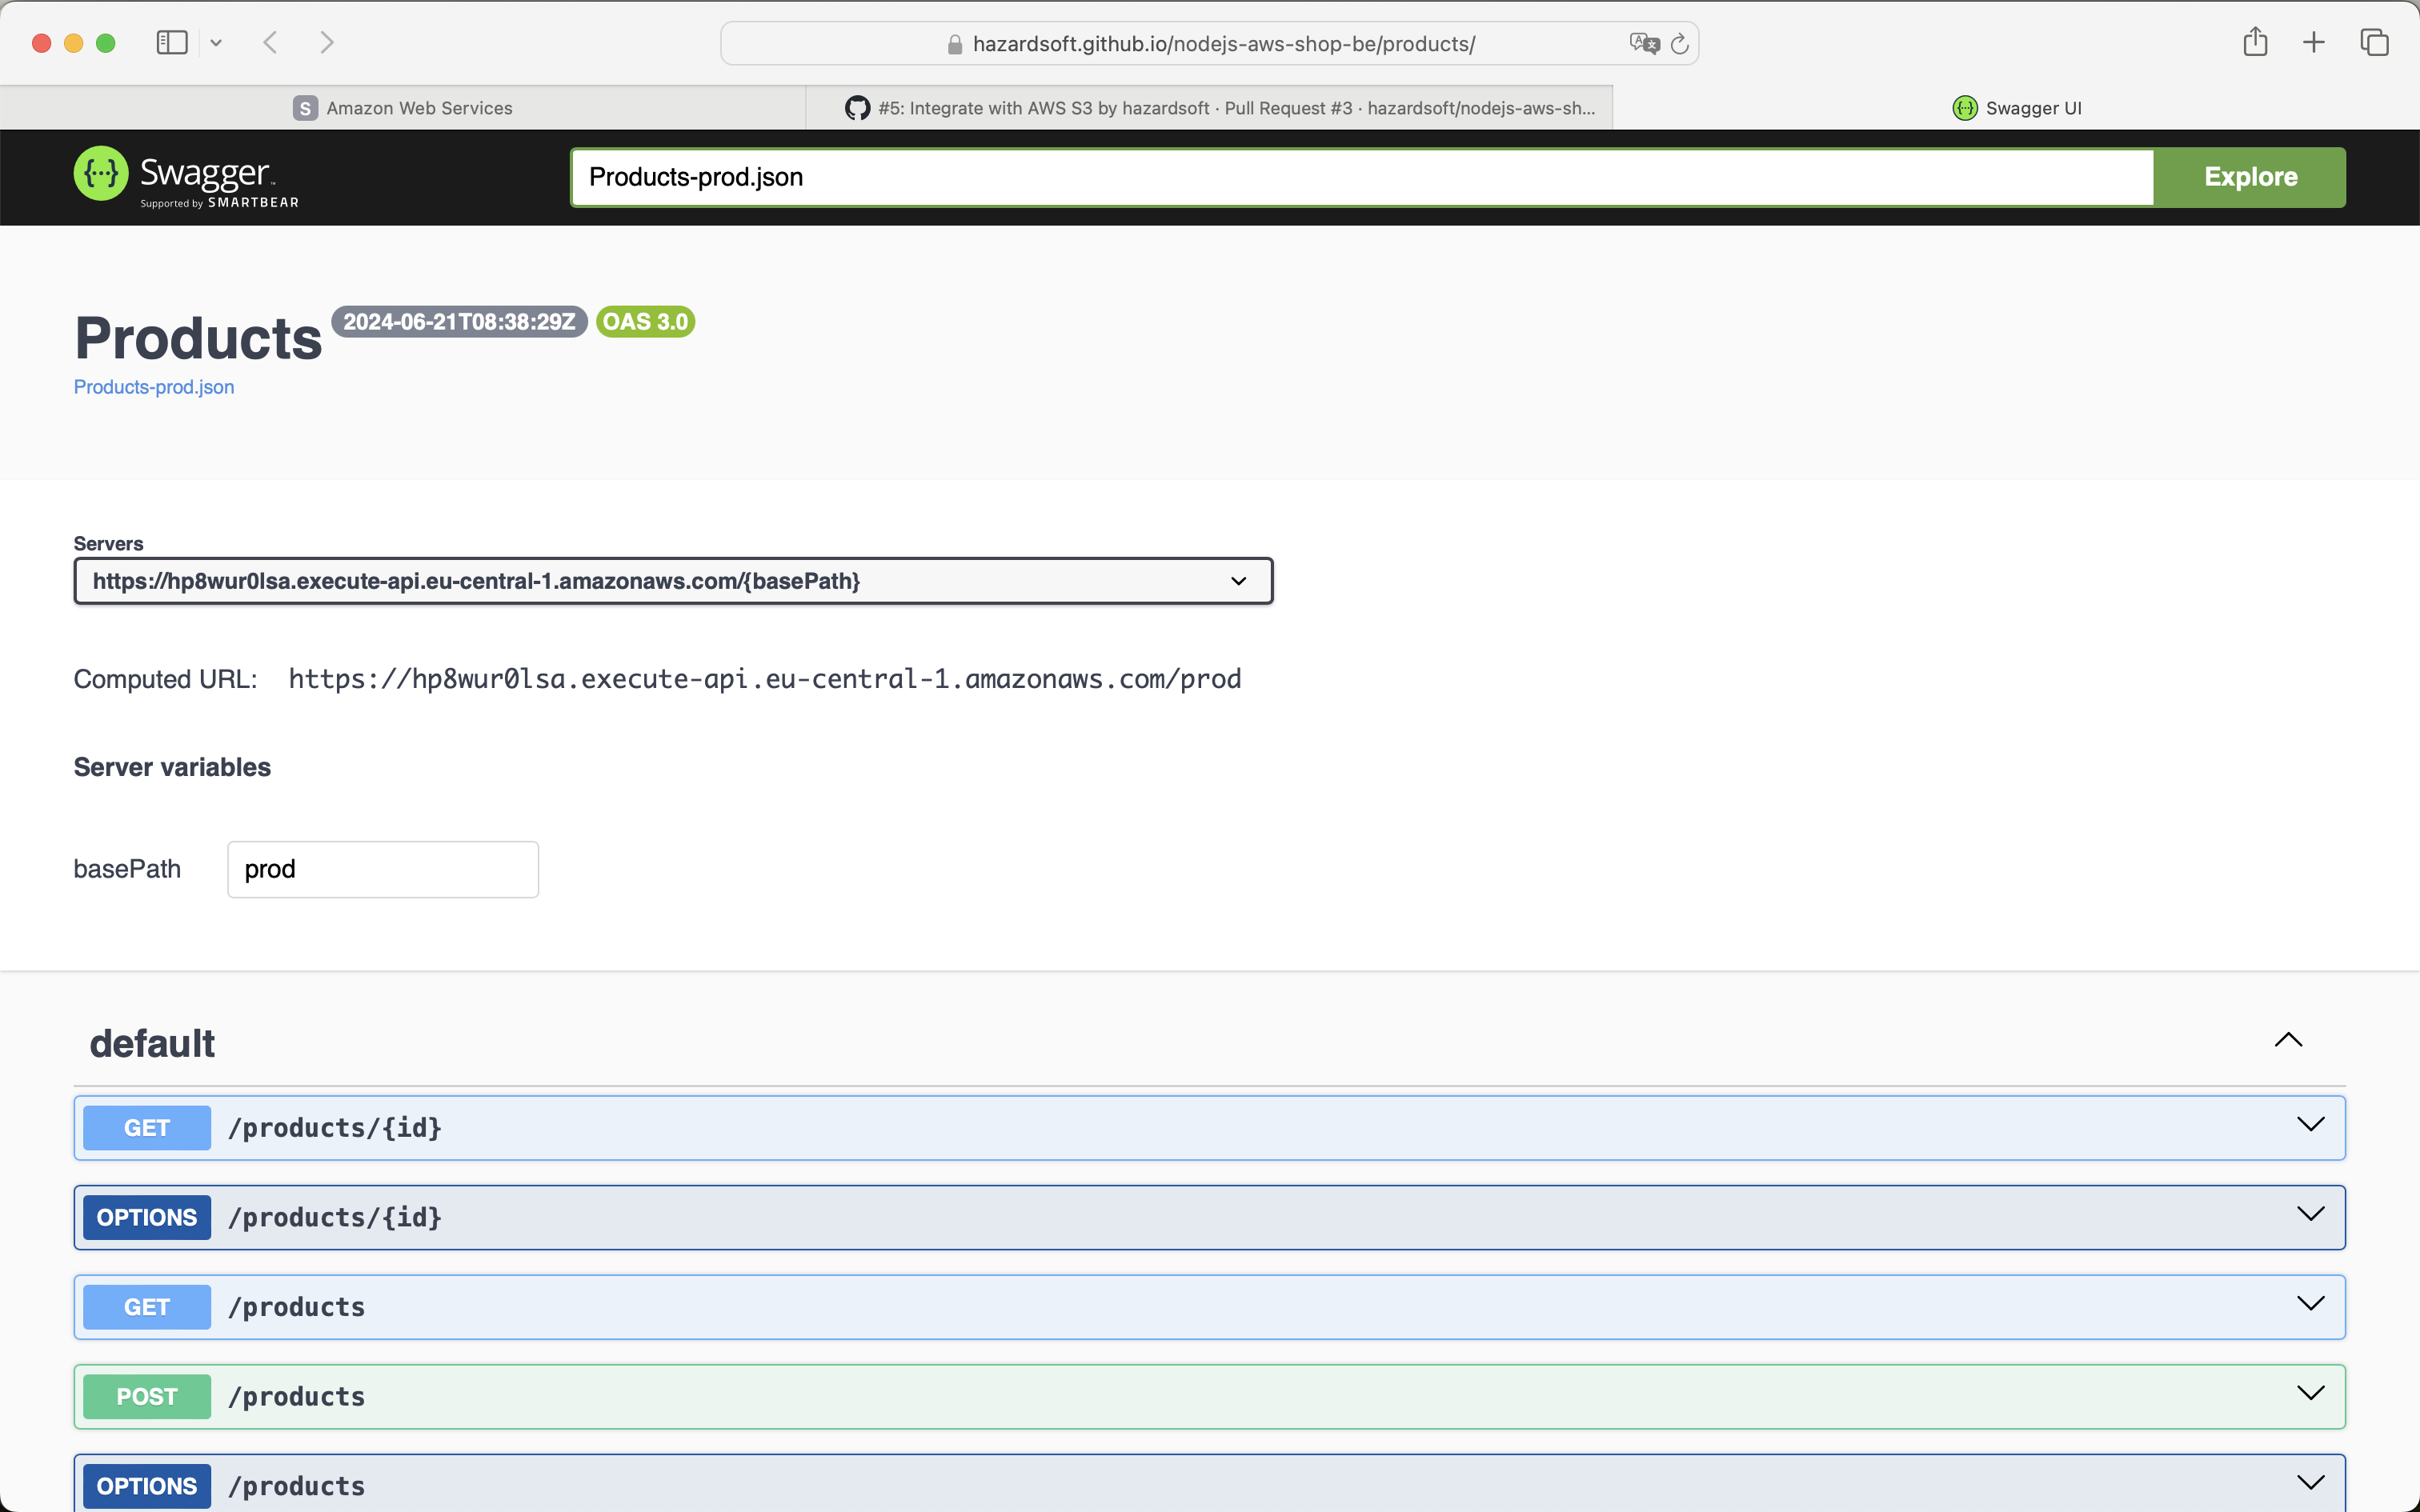 hazardsoft.github.io/nodejs-aws-shop-be/products/
S Amazon Web Services
#5: Integrate with AWS S3 by hazardsoft · Pull Request #3 · hazardsoft/nodejs-aws-sh...
{··} Swagger UI
{···} Swagger™
Supported by SMARTBEAR
Products-prod.json
Explore
Products 2024-06-21T08:38:29Z OAS 3.0
Products-prod.json
Servers
https://hp8wur0lsa.execute-api.eu-central-1.amazonaws.com/{basePath}
Computed URL: https://hp8wur0lsa.execute-api.eu-central-1.amazonaws.com/prod
Server variables
basePath prod
default
GET /products/{id}
OPTIONS /products/{id}
GET /products
POST /products
OPTIONS /products